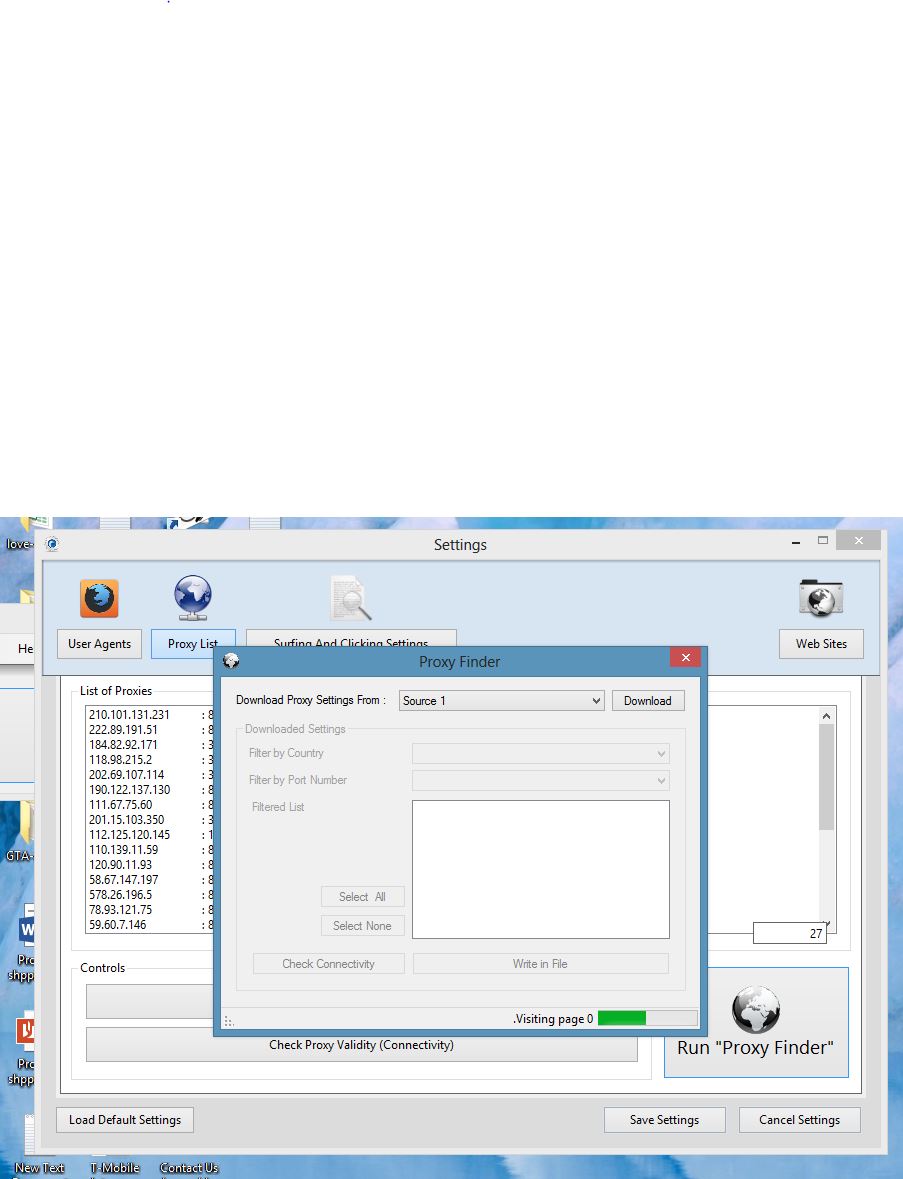 love-
Settings
He
User Agents
Proxy List
Surfing And Clicking Settings
Web Sites
Proxy Finder
List of Proxies
210.101.131.231 : 8
222.89.191.51 : 8
184.82.92.171 : 3
118.98.215.2 : 3
202.69.107.114 : 3
190.122.137.130 : 8
111.67.75.60 : 8
201.15.103.350 : 3
112.125.120.145 : 1
110.139.11.59 : 8
120.90.11.93 : 8
58.67.147.197 : 8
578.26.196.5 : 8
78.93.121.75 : 8
59.60.7.146 : 8
Download Proxy Settings From :
Source 1
Download
Downloaded Settings
Filter by Country
Filter by Port Number
Filtered List
Select All
Select None
Check Connectivity
Write in File
.Visiting page 0
27
GTA-
W
Pro
shpp
Controls
Check Proxy Validity (Connectivity)
Run "Proxy Finder"
Pro
shpp
Load Default Settings
Save Settings
Cancel Settings
New Text
T-Mobile
Contact Us